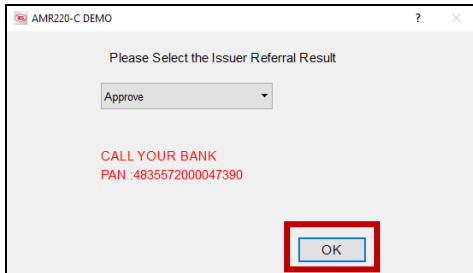 AMR220-C DEMO
?
Please Select the Issuer Referral Result
Approve
CALL YOUR BANK
PAN :4835572000047390
OK